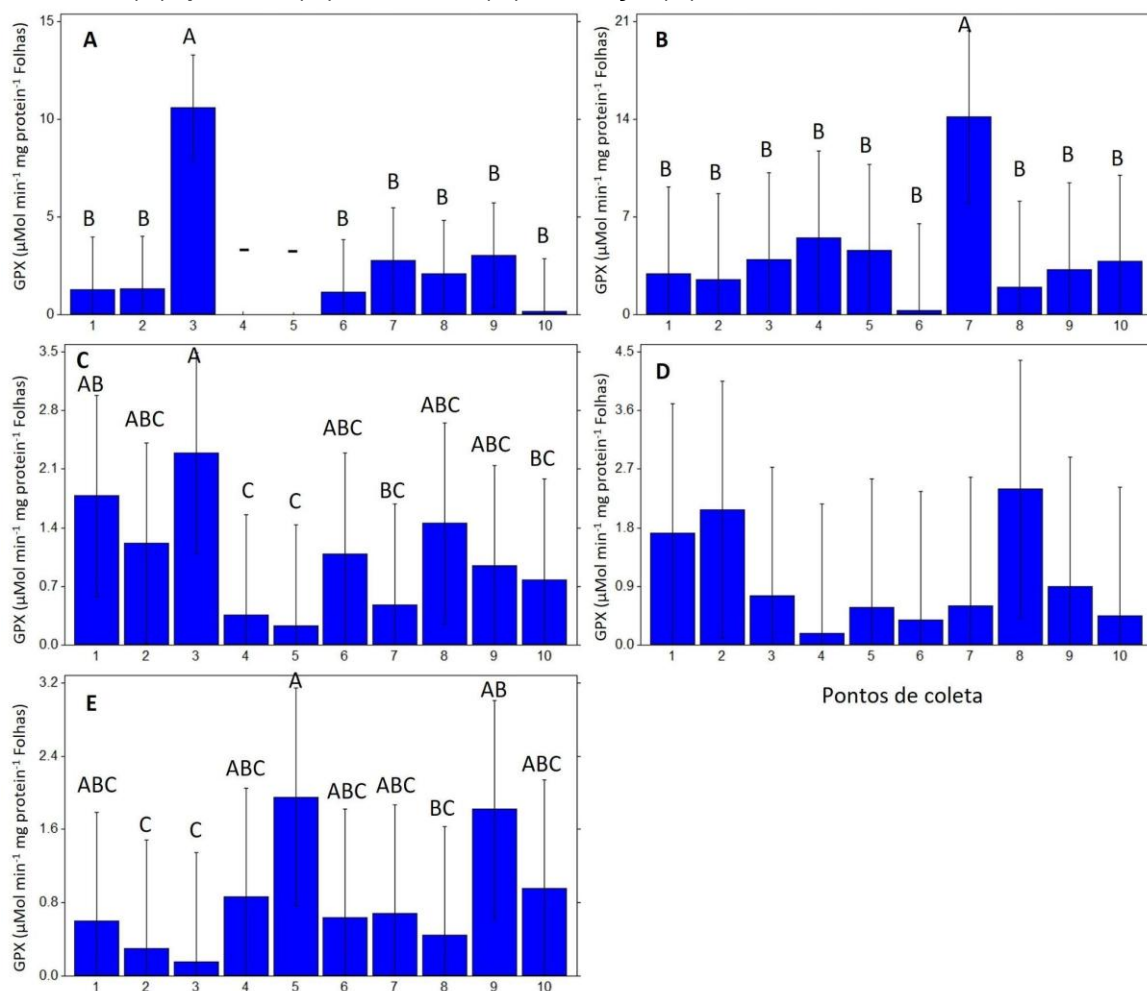 A
GPX (µMol min⁻¹ mg protein⁻¹ Folhas)
15
10
5
0
B
B
A
-
-
B
B
B
B
B
1 2 3 4 5 6 7 8 9 10
B
GPX (µMol min⁻¹ mg protein⁻¹ Folhas)
21
14
7
0
B
B
B
B
B
B
A
B
B
B
1 2 3 4 5 6 7 8 9 10
C
GPX (µMol min⁻¹ mg protein⁻¹ Folhas)
3.5
2.8
2.1
1.4
0.7
0.0
AB
ABC
A
C
C
ABC
BC
ABC
ABC
BC
1 2 3 4 5 6 7 8 9 10
D
GPX (µMol min⁻¹ mg protein⁻¹ Folhas)
4.5
3.6
2.7
1.8
0.9
0.0
1 2 3 4 5 6 7 8 9 10
Pontos de coleta
E
GPX (µMol min⁻¹ mg protein⁻¹ Folhas)
3.2
2.4
1.6
0.8
0.0
ABC
C
C
ABC
A
ABC
ABC
BC
AB
ABC
1 2 3 4 5 6 7 8 9 10